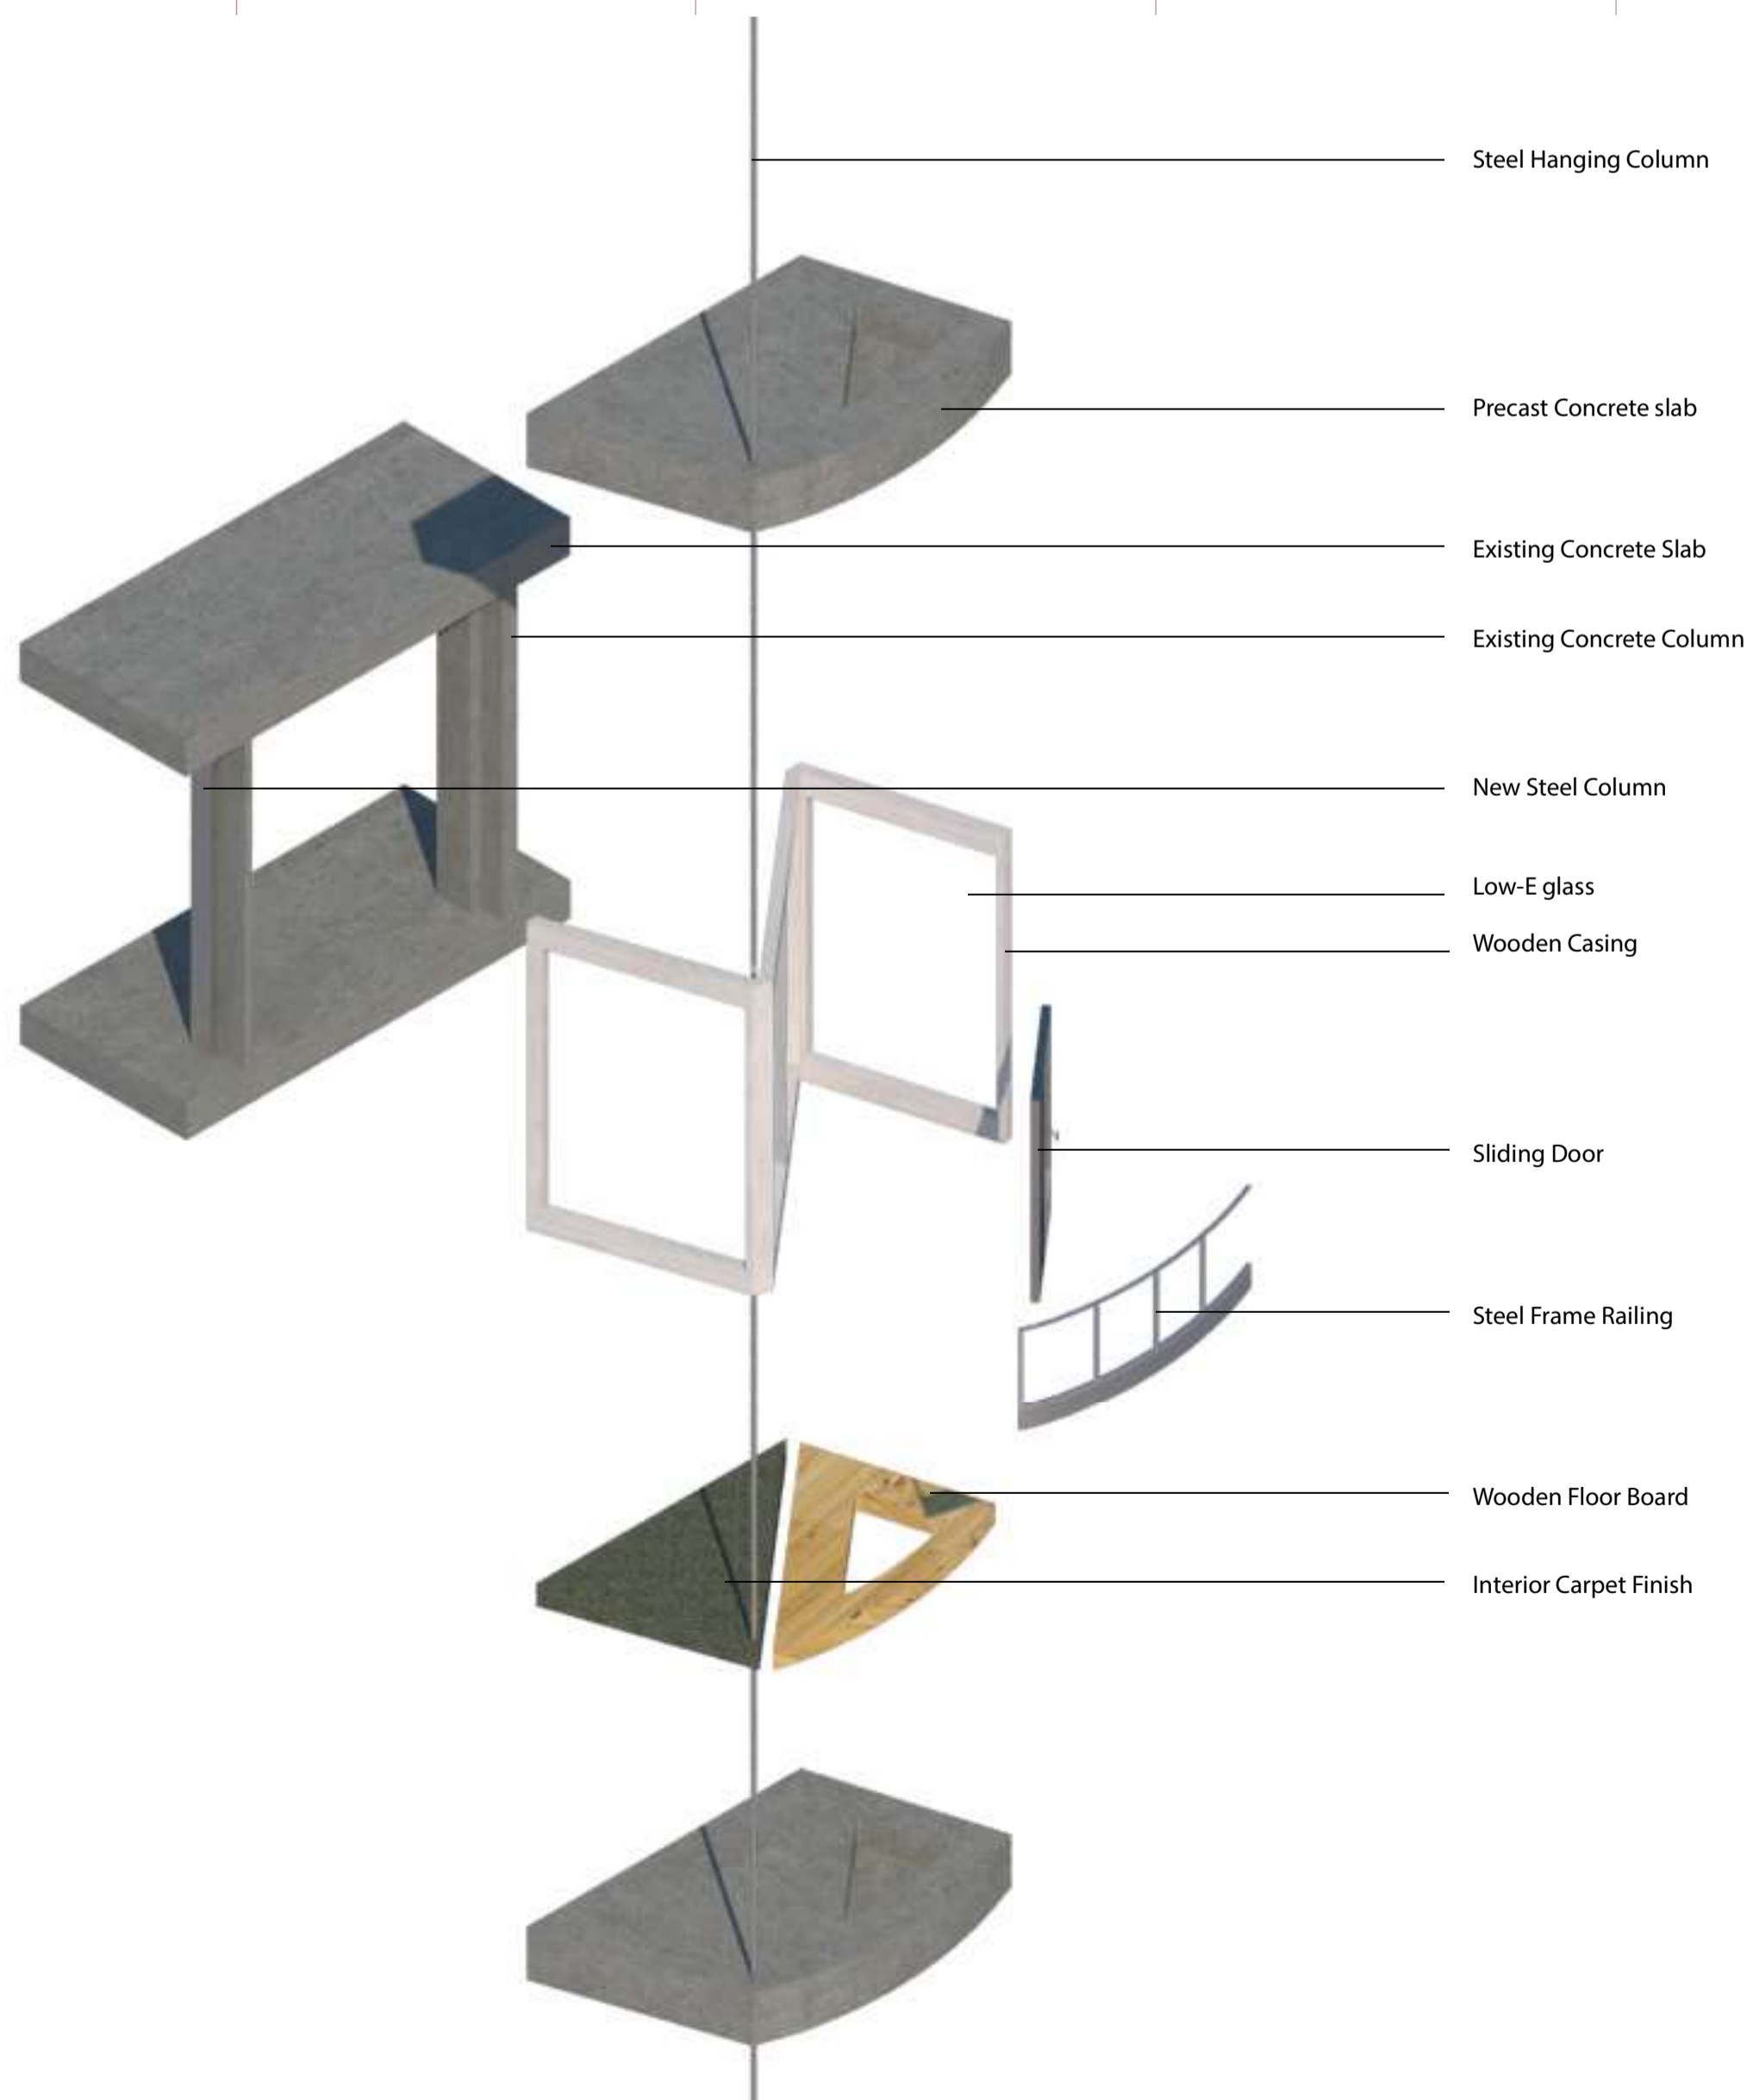 Steel Hanging Column
Precast Concrete slab
Existing Concrete Slab
Existing Concrete Column
New Steel Column
Low-E glass
Wooden Casing
Sliding Door
Steel Frame Railing
Wooden Floor Board
Interior Carpet Finish